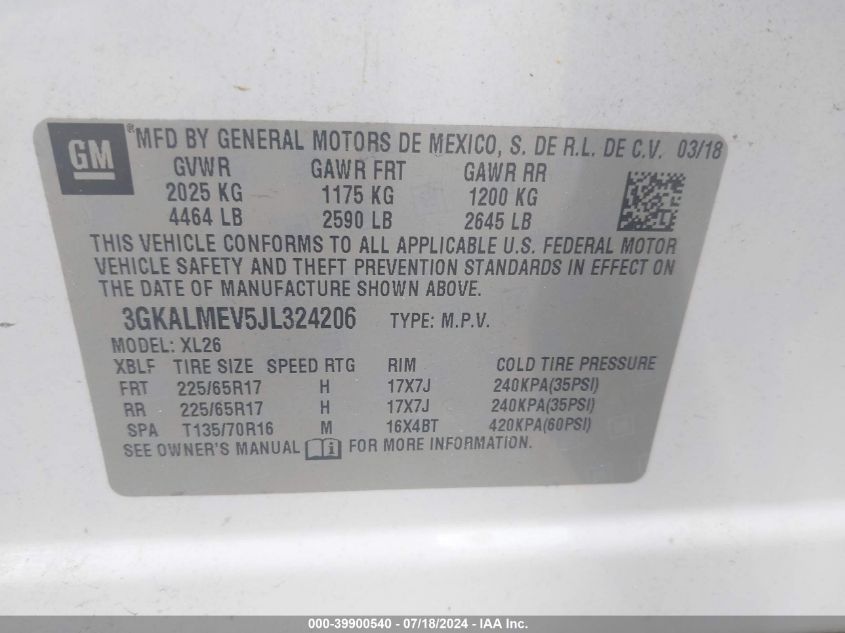 GM® MFD BY GENERAL MOTORS DE MEXICO, S. DE R.L. DE C.V. 03/18
GVWR GAWR FRT GAWR RR
2025 KG 1175 KG 1200 KG
4464 LB 2590 LB 2645 LB
THIS VEHICLE CONFORMS TO ALL APPLICABLE U.S. FEDERAL MOTOR
VEHICLE SAFETY AND THEFT PREVENTION STANDARDS IN EFFECT ON
THE DATE OF MANUFACTURE SHOWN ABOVE.
3GKALMEV5JL324206 TYPE: M.P.V.
MODEL: XL26
XBLF TIRE SIZE SPEED RTG RIM COLD TIRE PRESSURE
FRT 225/65R17 H 17X7J 240KPA(35PSI)
RR 225/65R17 H 17X7J 240KPA(35PSI)
SPA T135/70R16 M 16X4BT 420KPA(60PSI)
SEE OWNER'S MANUAL FOR MORE INFORMATION.
000-39900540 - 07/18/2024 - IAA Inc.